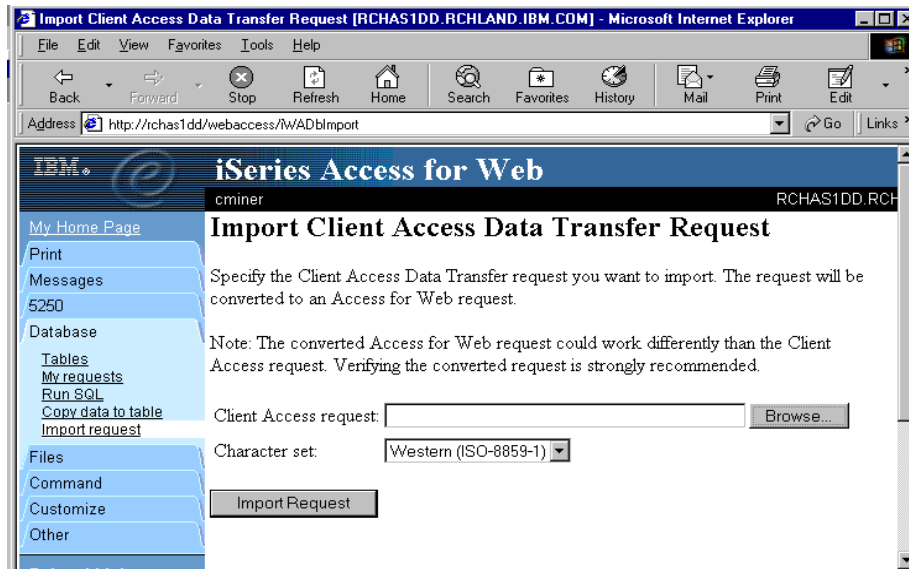 Import Client Access Data Transfer Request [RCHAS1DD.RCHLAND.IBM.COM] - Microsoft Internet Explorer
File Edit View Favorites Tools Help
Back Forward Stop Refresh Home Search Favorites History Mail Print Edit
Address http://rchas1dd/webaccess/iWADbImport Go Links
IBM iSeries Access for Web
cminer RCHAS1DD.RCH
My Home Page
Print
Messages
5250
Database
Tables
My requests
Run SQL
Copy data to table
Import request
Files
Command
Customize
Other
Import Client Access Data Transfer Request
Specify the Client Access Data Transfer request you want to import. The request will be
converted to an Access for Web request.
Note: The converted Access for Web request could work differently than the Client
Access request. Verifying the converted request is strongly recommended.
Client Access request: Browse...
Character set: Western (ISO-8859-1)
Import Request